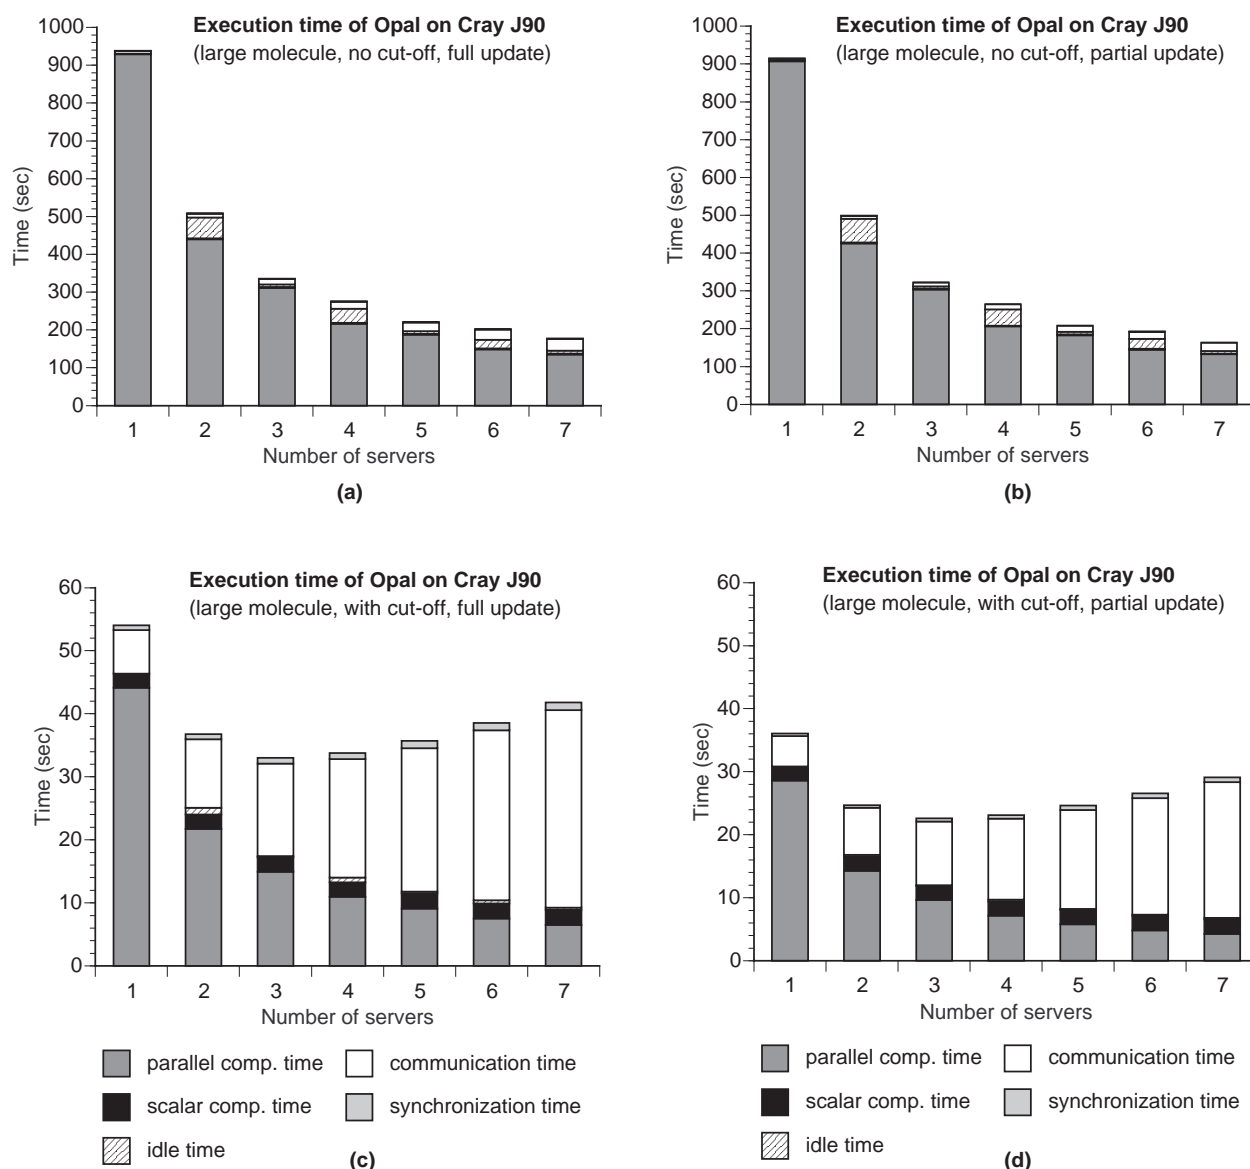 Execution time of Opal on Cray J90
(large molecule, no cut-off, full update)
1000
900
800
700
600
500
400
300
200
100
0
Time (sec)
1 2 3 4 5 6 7
Number of servers
(a)
Execution time of Opal on Cray J90
(large molecule, no cut-off, partial update)
1000
900
800
700
600
500
400
300
200
100
0
Time (sec)
1 2 3 4 5 6 7
Number of servers
(b)
Execution time of Opal on Cray J90
(large molecule, with cut-off, full update)
60
50
40
30
20
10
0
Time (sec)
1 2 3 4 5 6 7
Number of servers
parallel comp. time communication time
scalar comp. time synchronization time
idle time
(c)
Execution time of Opal on Cray J90
(large molecule, with cut-off, partial update)
60
50
40
30
20
10
0
Time (sec)
1 2 3 4 5 6 7
Number of servers
parallel comp. time communication time
scalar comp. time synchronization time
idle time
(d)